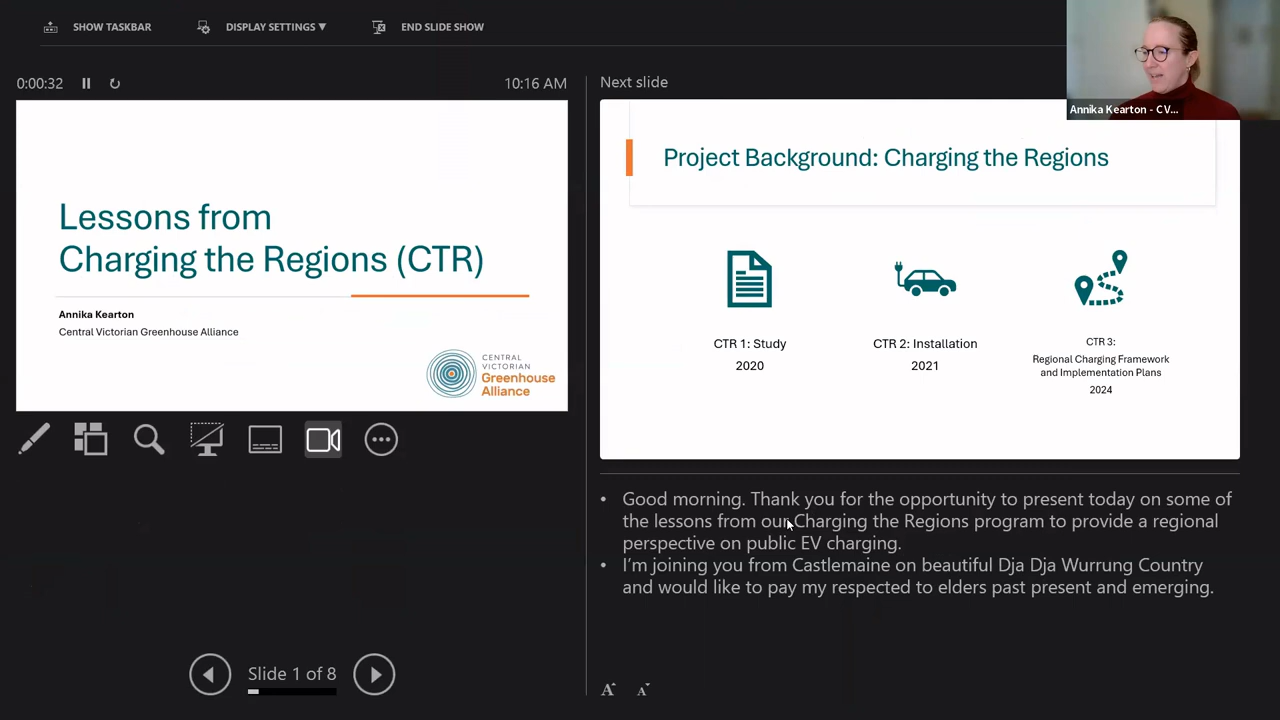 SHOW TASKBAR
DISPLAY SETTINGS ▼
END SLIDE SHOW
0:00:32
10:16 AM
Lessons from
Charging the Regions (CTR)
Annika Kearton
Central Victorian Greenhouse Alliance
CENTRAL
VICTORIAN
Greenhouse
Alliance
Slide 1 of 8
Next slide
Annika Kearton - CV...
Project Background: Charging the Regions
CTR 1: Study
2020
CTR 2: Installation
2021
CTR 3:
Regional Charging Framework
and Implementation Plans
2024
• Good morning. Thank you for the opportunity to present today on some of
the lessons from our Charging the Regions program to provide a regional
perspective on public EV charging.
• I'm joining you from Castlemaine on beautiful Dja Dja Wurrung Country
and would like to pay my respected to elders past present and emerging.
A A